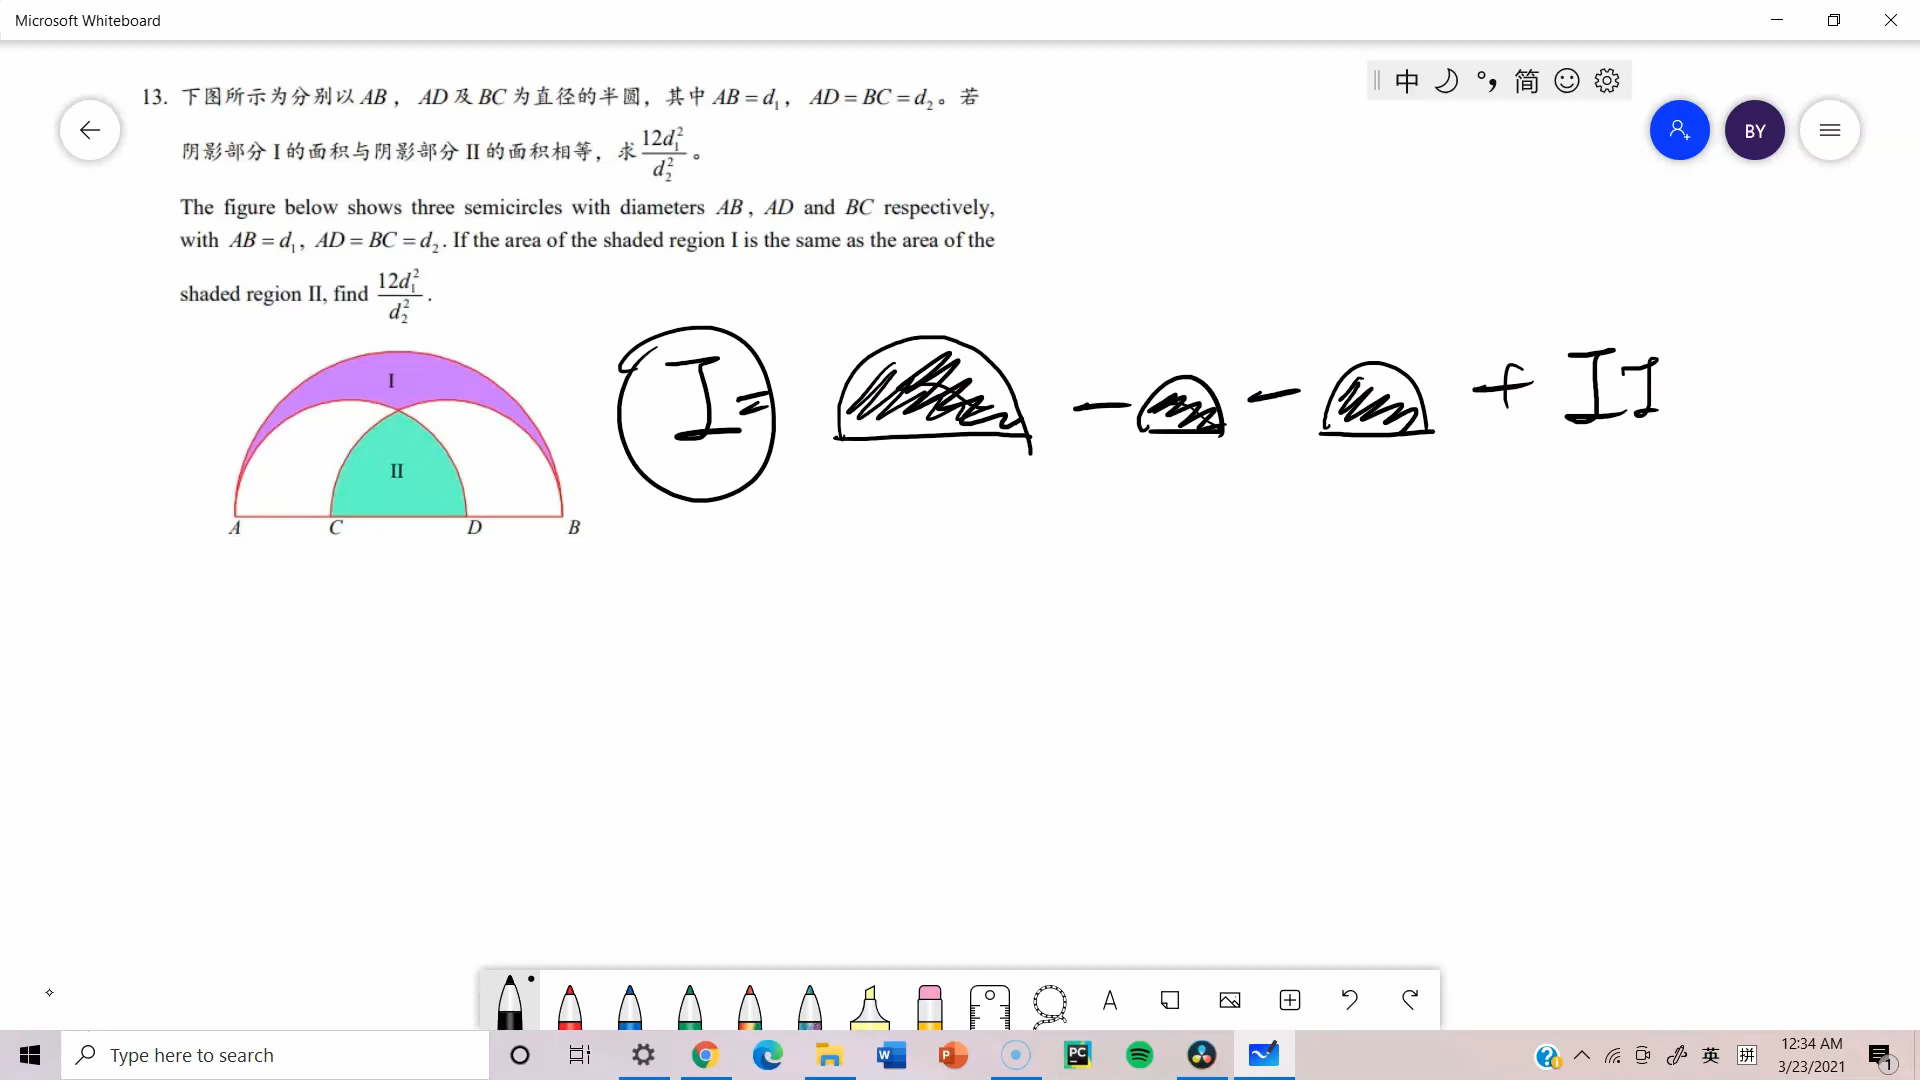 Microsoft Whiteboard
中 简
BY
13. 下图所示为分别以 AB， AD 及 BC 为直径的半圆，其中 AB = d₁， AD = BC = d₂。若
阴影部分 I 的面积与阴影部分 II 的面积相等，求 12d₁²/d₂²。
The figure below shows three semicircles with diameters AB, AD and BC respectively,
with AB = d₁, AD = BC = d₂. If the area of the shaded region I is the same as the area of the
shaded region II, find 12d₁²/d₂².
I
II
A C D B
I = − − + II
A
Type here to search
W P PC
英 拼
12:34 AM
3/23/2021
1